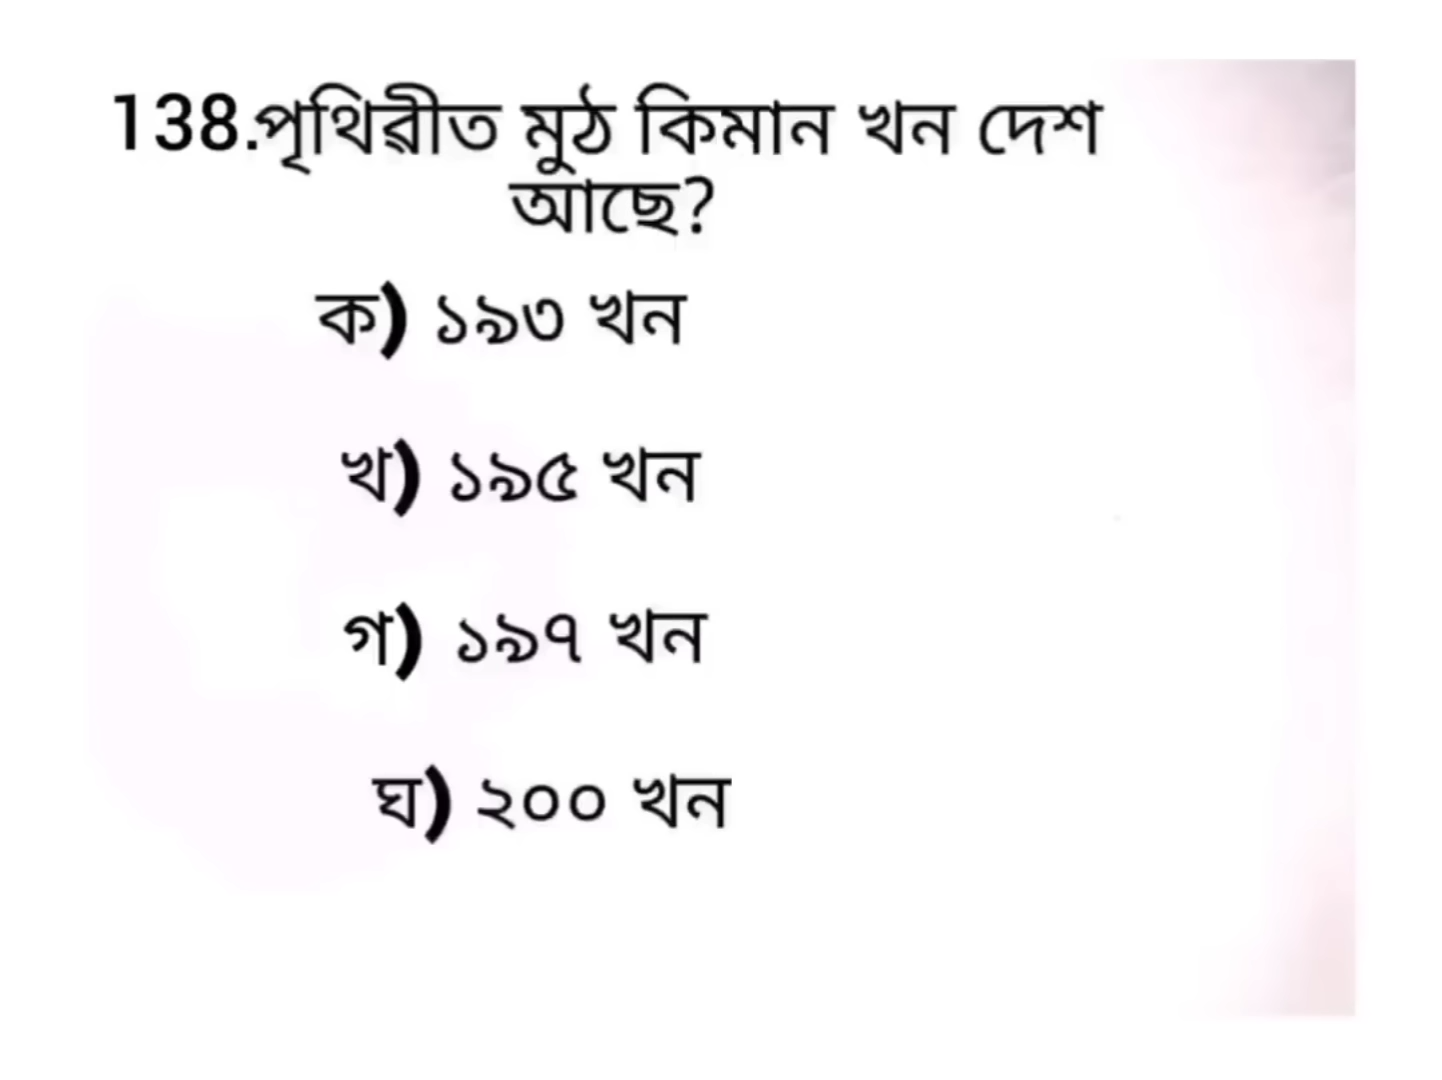 138.পৃথিৱীত মুঠ কিমান খন দেশ
আছে?
ক) ১৯৩ খন
খ) ১৯৫ খন
গ) ১৯৭ খন
ঘ) ২০০ খন